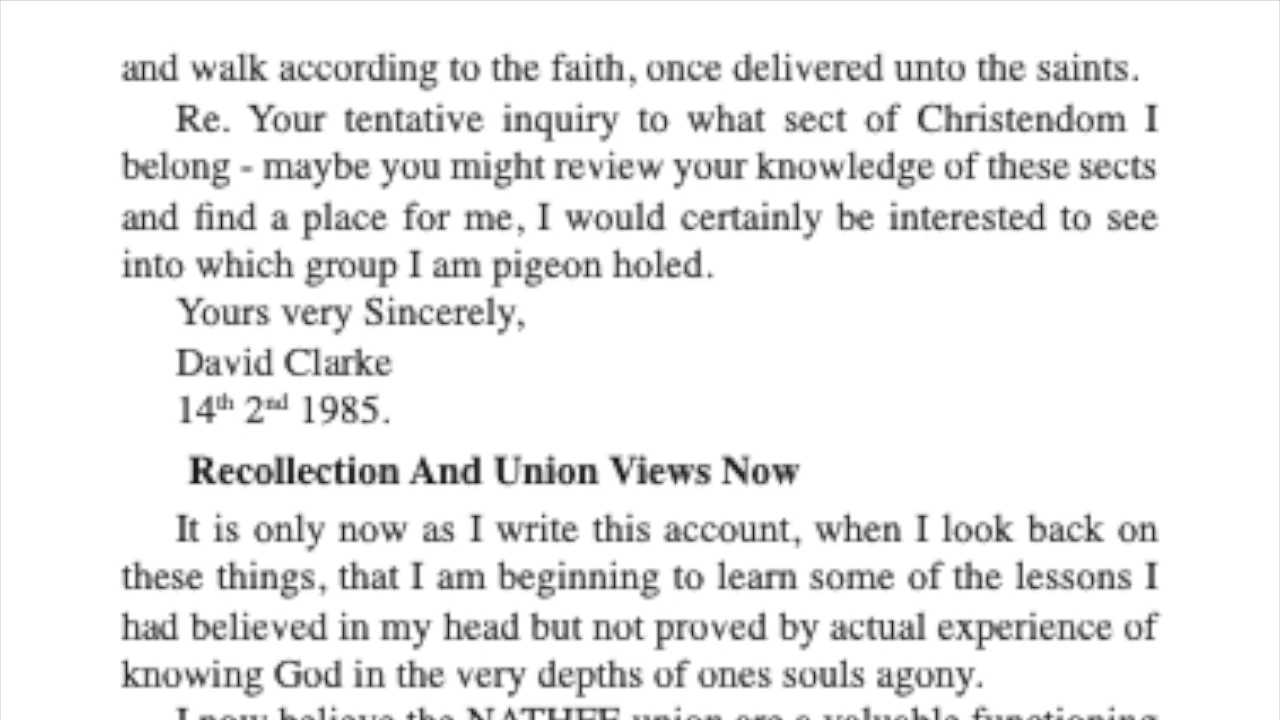 and walk according to the faith, once delivered unto the saints.
Re. Your tentative inquiry to what sect of Christendom I
belong - maybe you might review your knowledge of these sects
and find a place for me, I would certainly be interested to see
into which group I am pigeon holed.
Yours very Sincerely,
David Clarke
14th 2nd 1985.
Recollection And Union Views Now
It is only now as I write this account, when I look back on
these things, that I am beginning to learn some of the lessons I
had believed in my head but not proved by actual experience of
knowing God in the very depths of ones souls agony.
I now believe the NATHFE union are a valuable functioning